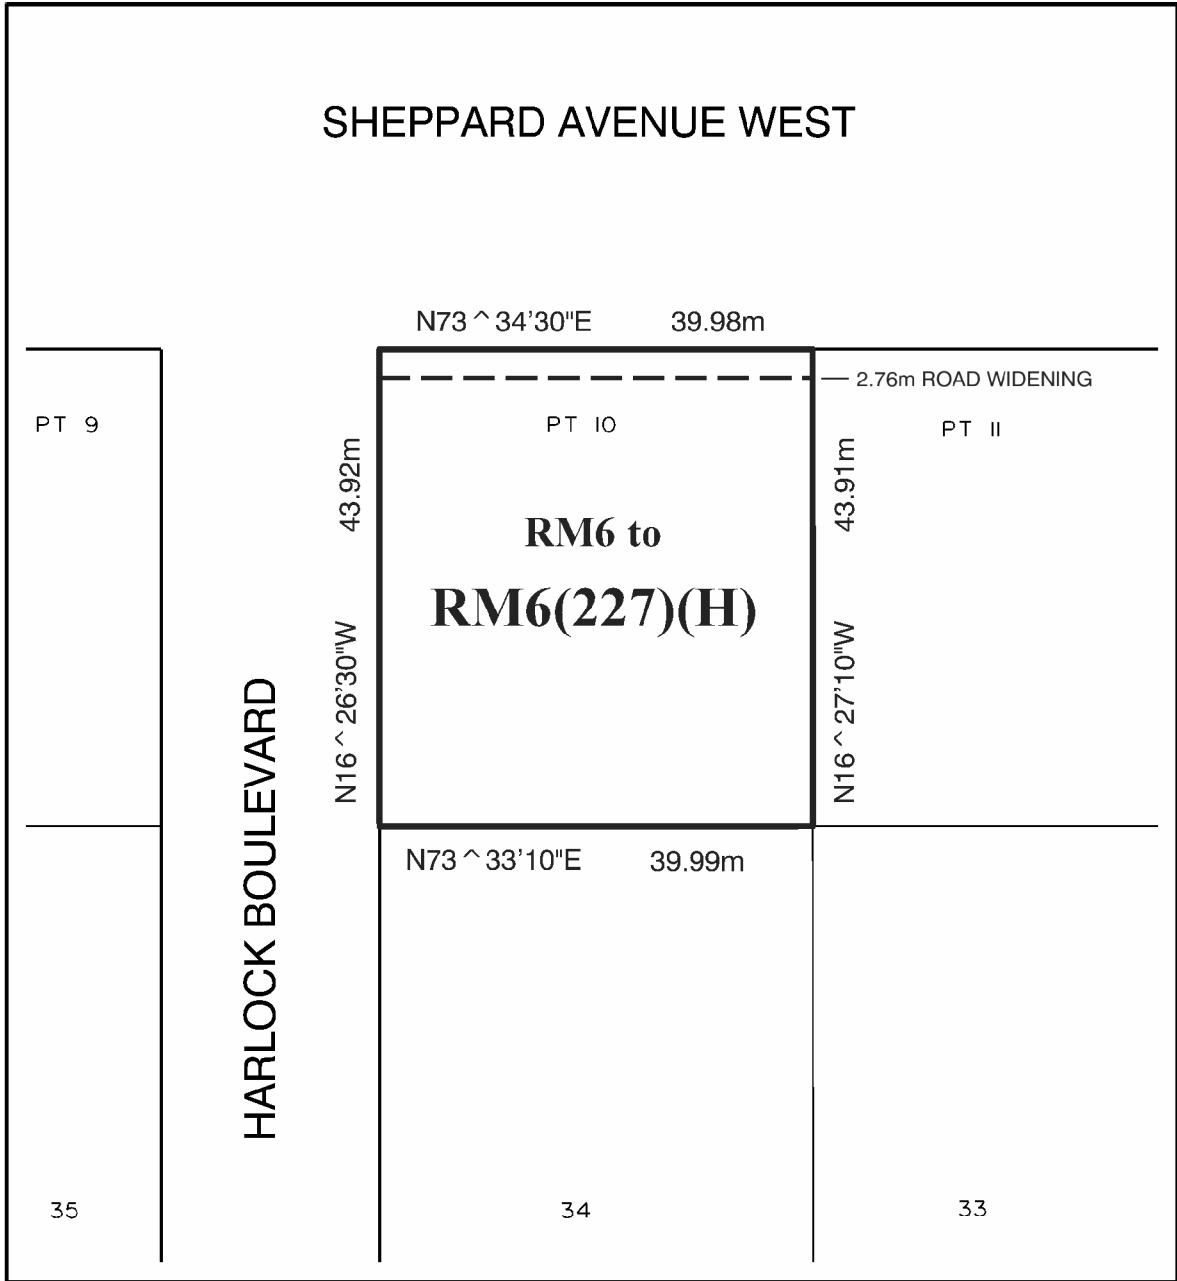 SHEPPARD AVENUE WEST
N73^34'30"E 39.98m
2.76m ROAD WIDENING
PT 9
PT 10
PT 11
43.92m
43.91m
RM6 to
RM6(227)(H)
N16^26'30"W
N16^27'10"W
HARLOCK BOULEVARD
N73^33'10"E 39.99m
35
34
33